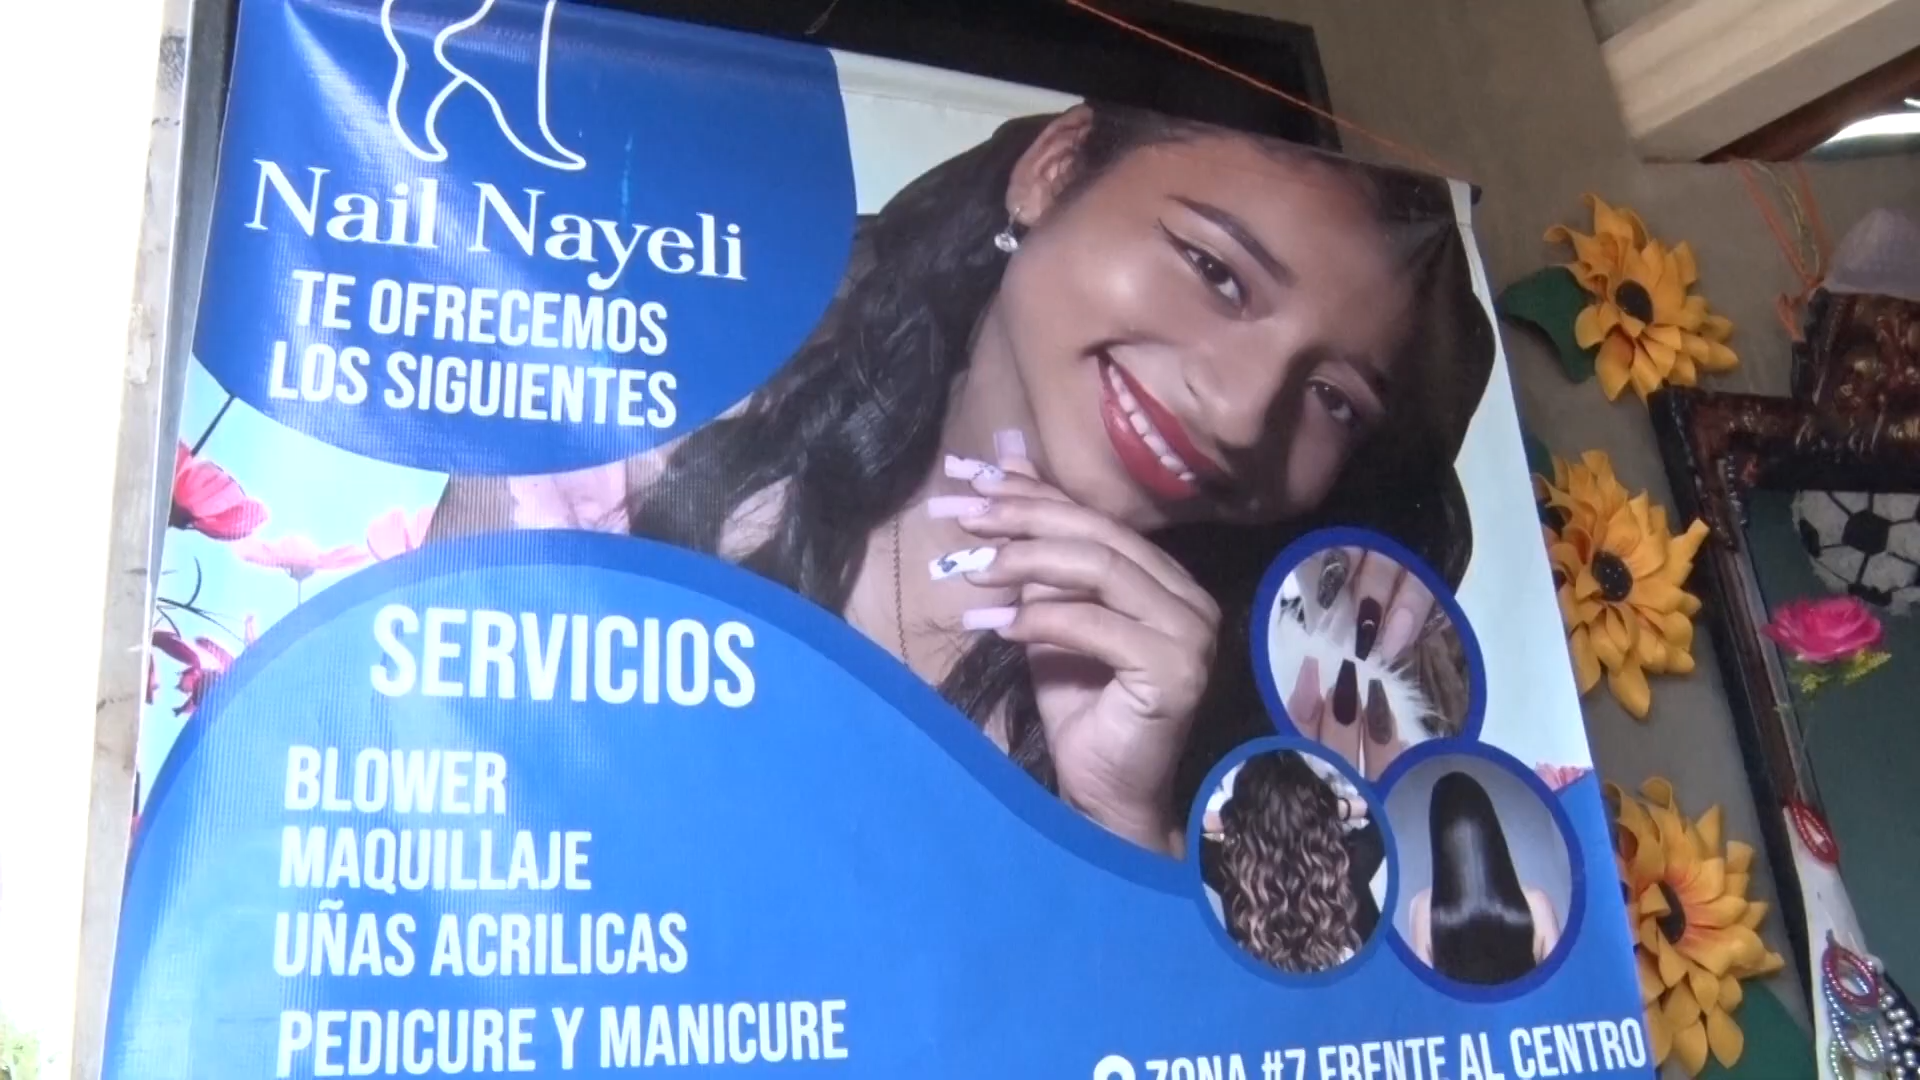 Nail Nayeli
TE OFRECEMOS
LOS SIGUIENTES
SERVICIOS
BLOWER
MAQUILLAJE
UÑAS ACRILICAS
PEDICURE Y MANICURE
ZONA #7 FRENTE AL CENTRO